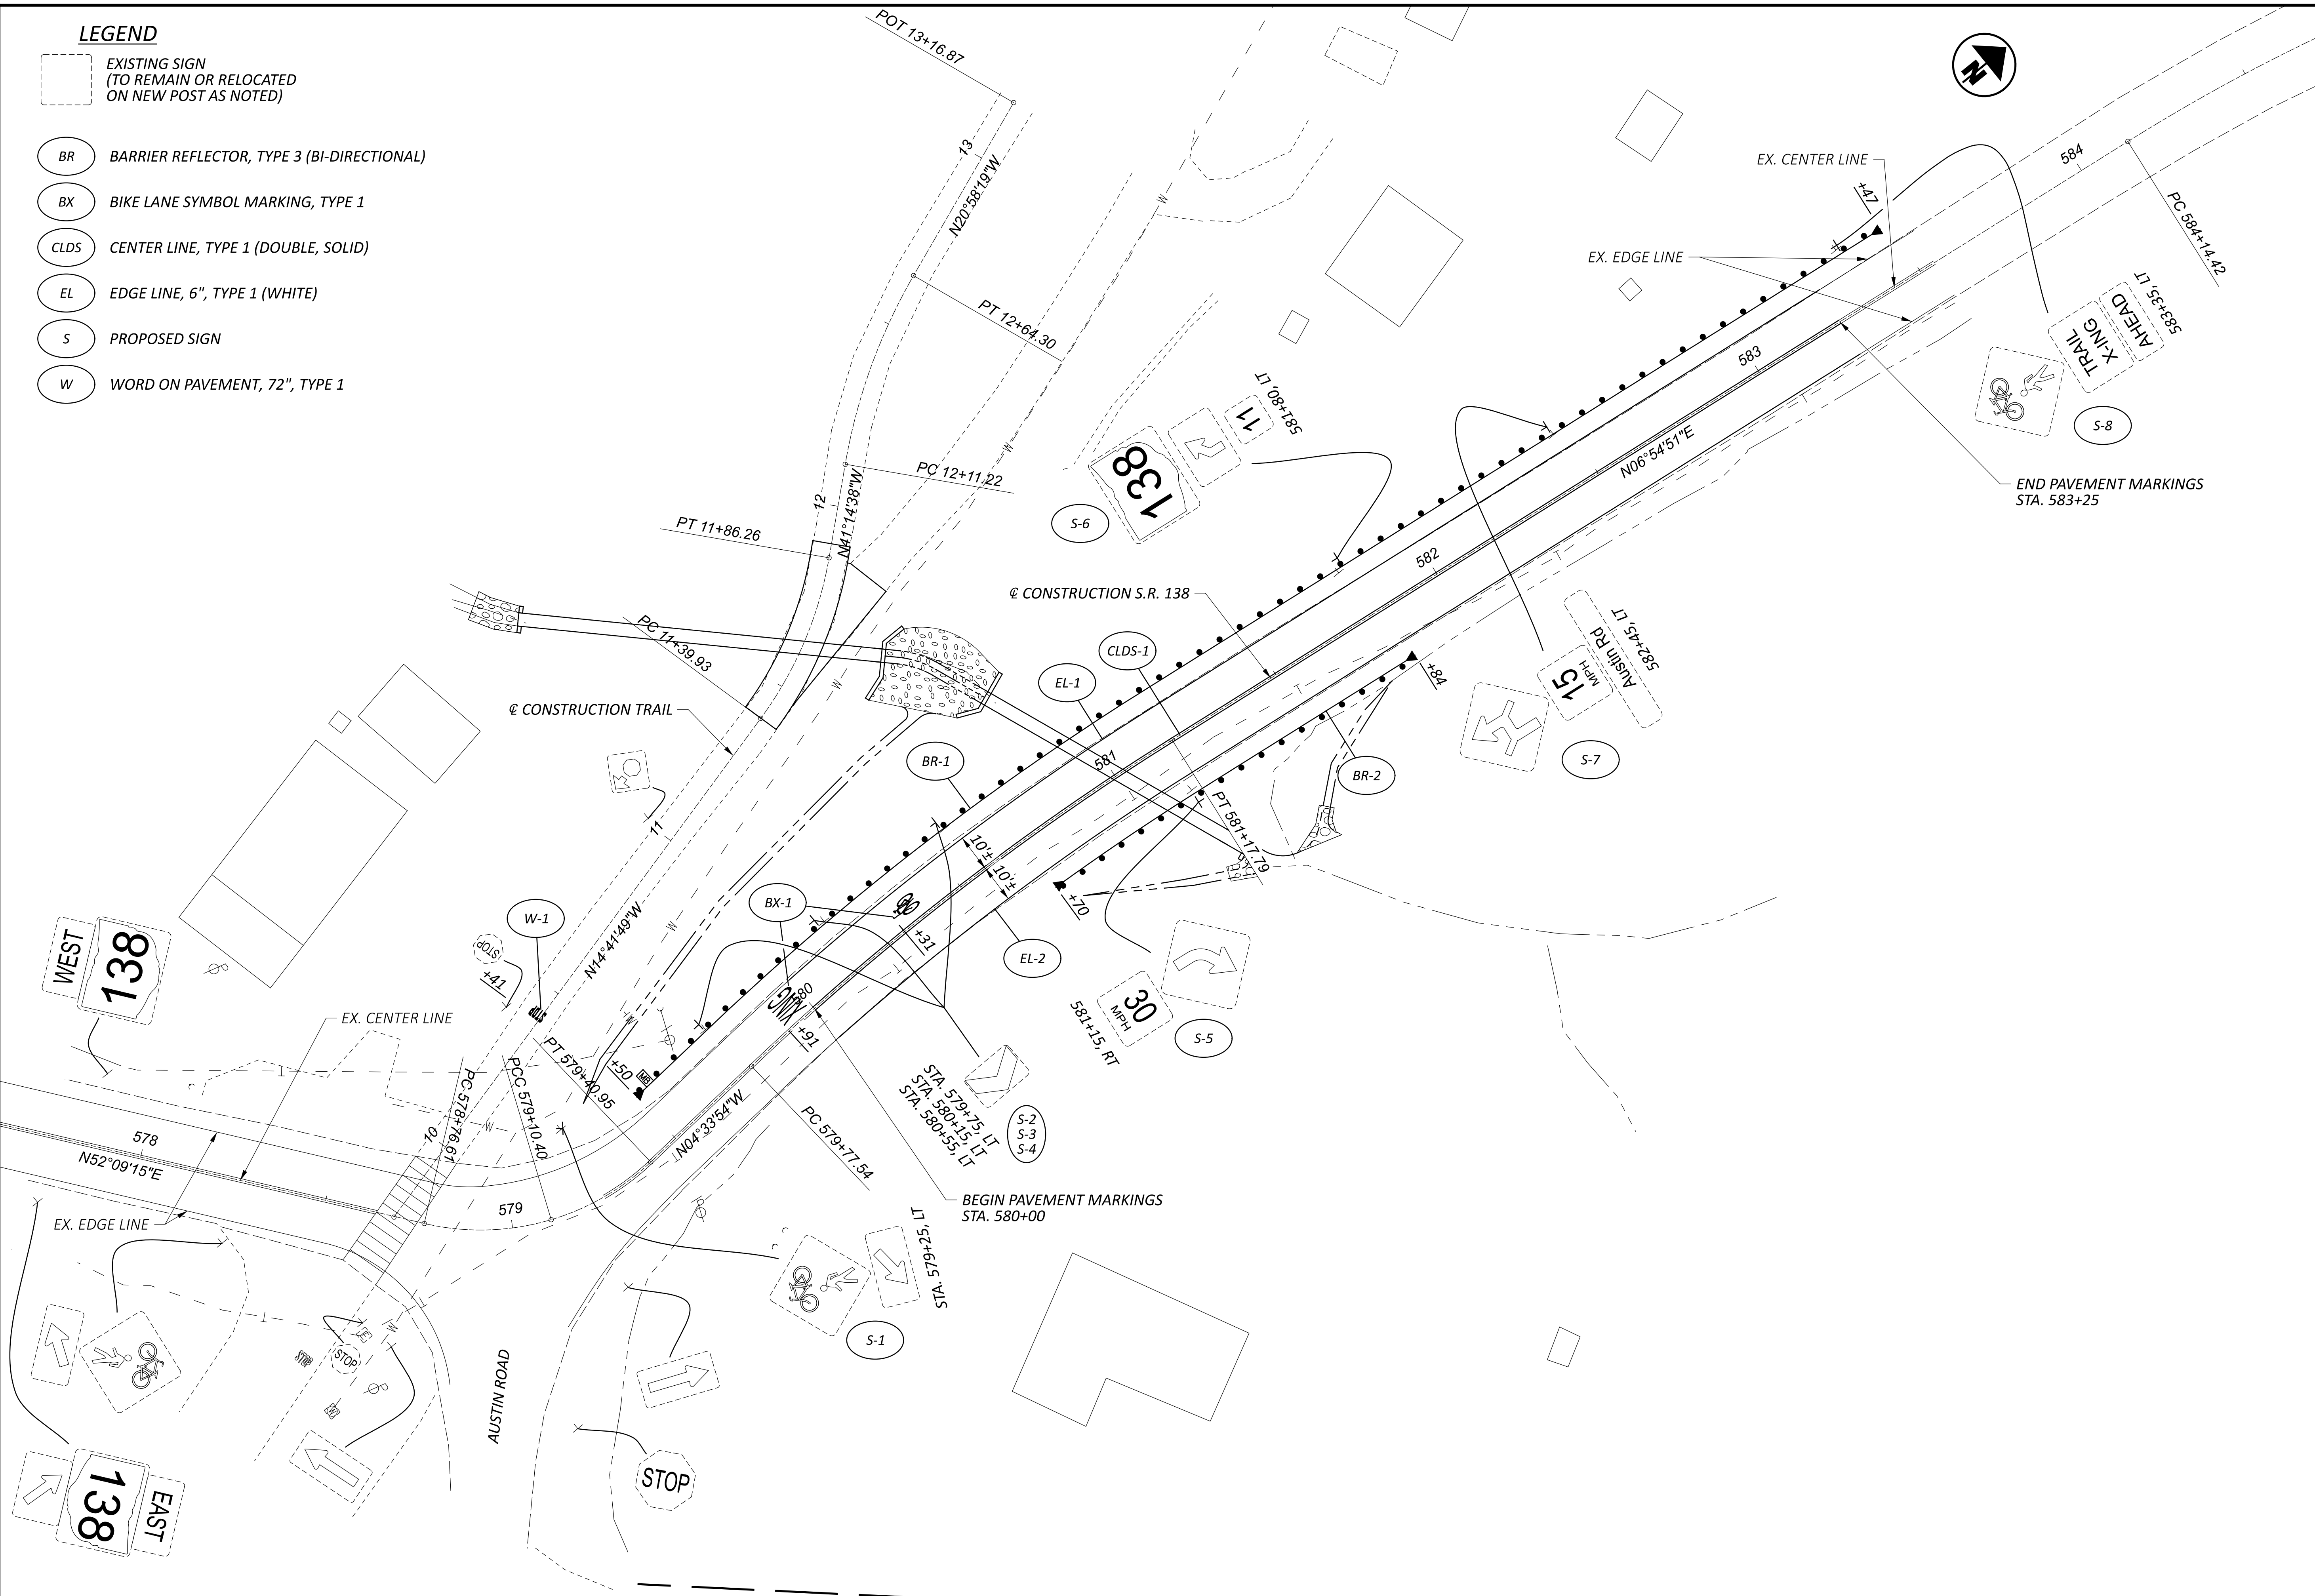 LEGEND
EXISTING SIGN
(TO REMAIN OR RELOCATED
ON NEW POST AS NOTED)
BR
BARRIER REFLECTOR, TYPE 3 (BI-DIRECTIONAL)
BX
BIKE LANE SYMBOL MARKING, TYPE 1
CLDS
CENTER LINE, TYPE 1 (DOUBLE, SOLID)
EL
EDGE LINE, 6", TYPE 1 (WHITE)
S
PROPOSED SIGN
W
WORD ON PAVEMENT, 72", TYPE 1
POT 13+16.87
13
N20°58'19"W
PT 12+64.30
PC 12+11.22
12
N41°14'38"W
PT 11+86.26
PC 11+39.93
℄ CONSTRUCTION TRAIL
11
N14°41'49"W
W
W
W
W
W
W
W
N
EX. CENTER LINE
584
PC 584+14.42
+47
EX. EDGE LINE
583
583+35, LT
AHEAD
TRAIL
X-ING
S-8
END PAVEMENT MARKINGS
STA. 583+25
N06°54'51"E
581+80, LT
11
138
S-6
582
℄ CONSTRUCTION S.R. 138
CLDS-1
EL-1
582+45, LT
Austin Rd
15
MPH
S-7
+84
BR-1
581
BR-2
PT 581+17.79
10'±
10'±
+70
BX-1
+31
EL-2
30
MPH
581+15, RT
S-5
W-1
STOP
+41
STOP
WEST
138
EX. CENTER LINE
580
XING
+91
+50
MB
PT 579+40.95
PCC 579+10.40
PC 578+76.61
10
N04°33'54"W
PC 579+77.54
STA. 579+75, LT
STA. 580+15, LT
STA. 580+55, LT
S-2
S-3
S-4
BEGIN PAVEMENT MARKINGS
STA. 580+00
578
N52°09'15"E
EX. EDGE LINE
579
STA. 579+25, LT
S-1
E
STOP
STOP
W
AUSTIN ROAD
STOP
138
EAST